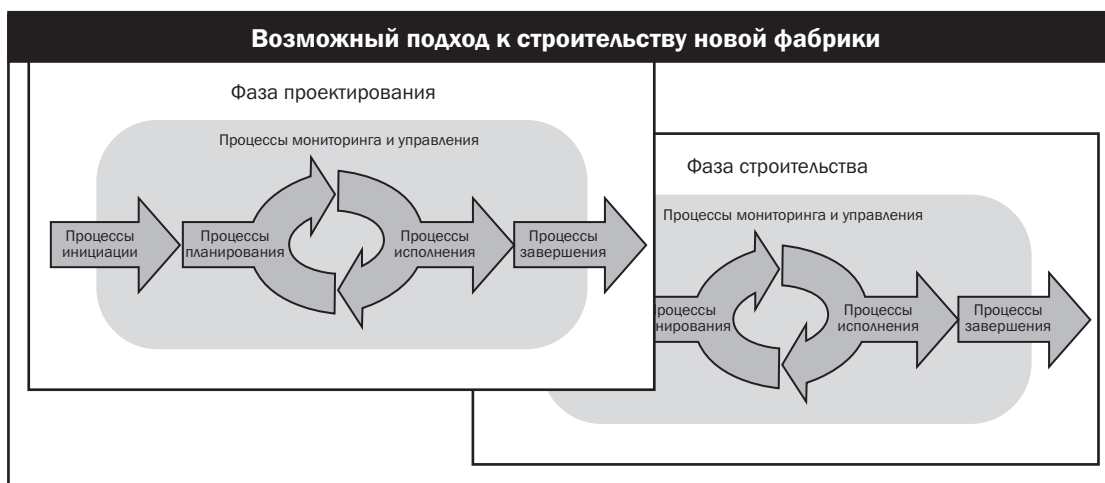 Возможный подход к строительству новой фабрики
Фаза проектирования
Процессы мониторинга и управления
Процессы
инициации
Процессы
планирования
Процессы
исполнения
Процессы
завершения
Фаза строительства
Процессы мониторинга и управления
Процессы
исполнения
Процессы
завершения